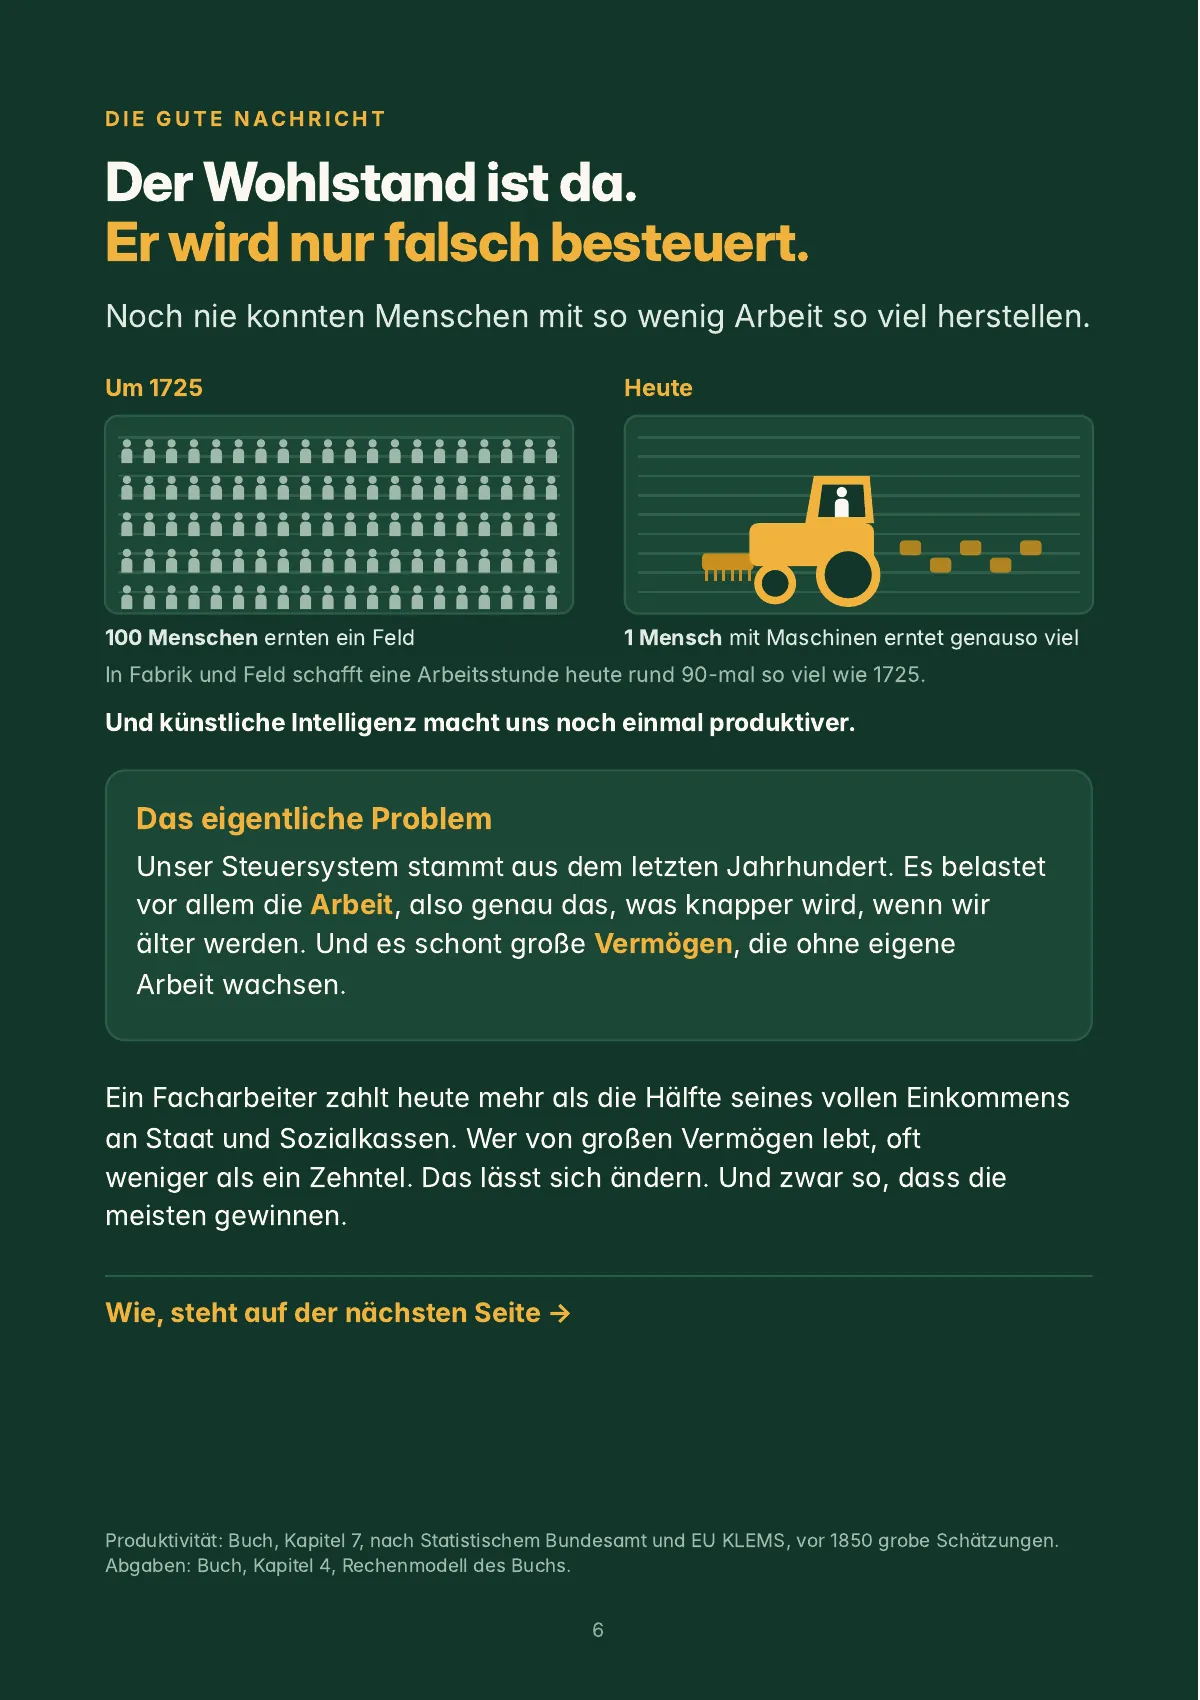 DIE GUTE NACHRICHT
Der Wohlstand ist da.
Er wird nur falsch besteuert.
Noch nie konnten Menschen mit so wenig Arbeit so viel herstellen.
Um 1725
Heute
100 Menschen ernten ein Feld
1 Mensch mit Maschinen erntet genauso viel
In Fabrik und Feld schafft eine Arbeitsstunde heute rund 90-mal so viel wie 1725.
Und künstliche Intelligenz macht uns noch einmal produktiver.
Das eigentliche Problem
Unser Steuersystem stammt aus dem letzten Jahrhundert. Es belastet
vor allem die Arbeit, also genau das, was knapper wird, wenn wir
älter werden. Und es schont große Vermögen, die ohne eigene
Arbeit wachsen.
Ein Facharbeiter zahlt heute mehr als die Hälfte seines vollen Einkommens
an Staat und Sozialkassen. Wer von großen Vermögen lebt, oft
weniger als ein Zehntel. Das lässt sich ändern. Und zwar so, dass die
meisten gewinnen.
Wie, steht auf der nächsten Seite →
Produktivität: Buch, Kapitel 7, nach Statistischem Bundesamt und EU KLEMS, vor 1850 grobe Schätzungen.
Abgaben: Buch, Kapitel 4, Rechenmodell des Buchs.
6